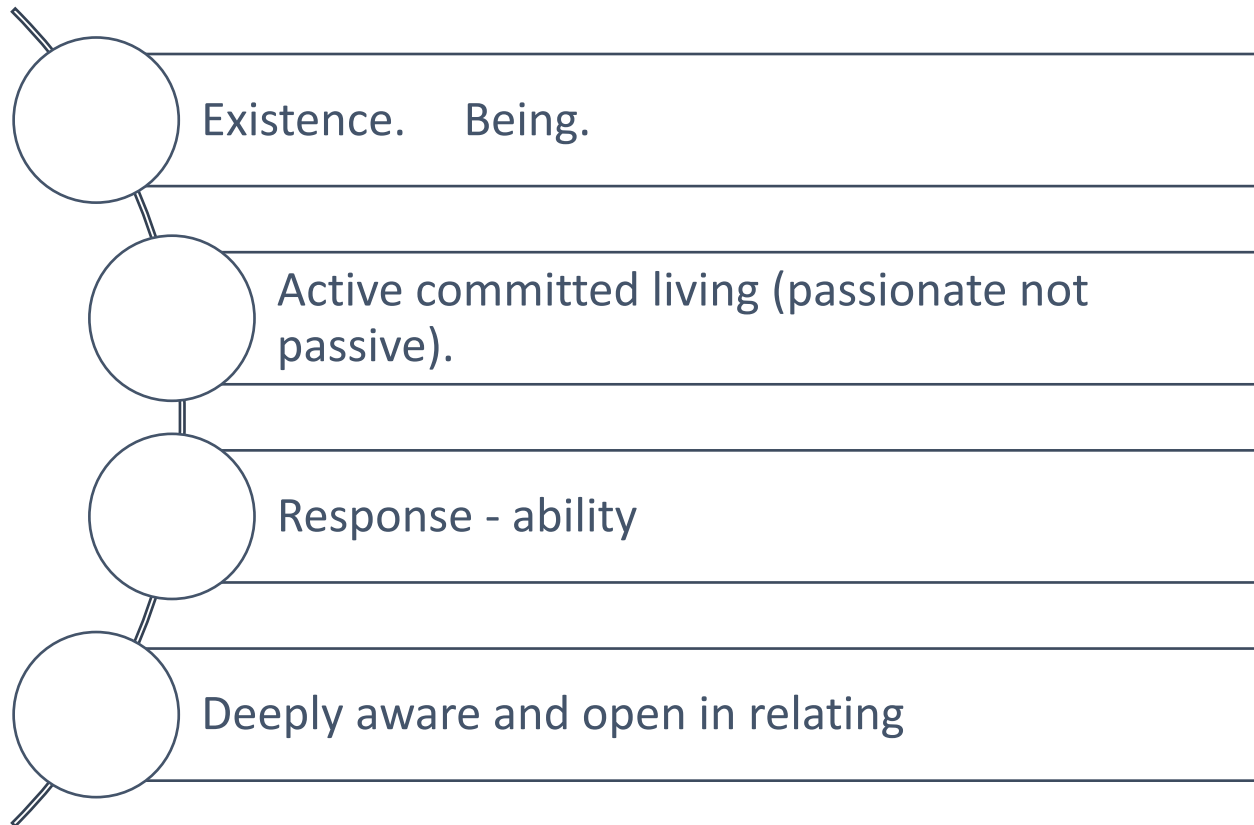 Existence.    Being.
Active committed living (passionate not
passive).
Response - ability
Deeply aware and open in relating